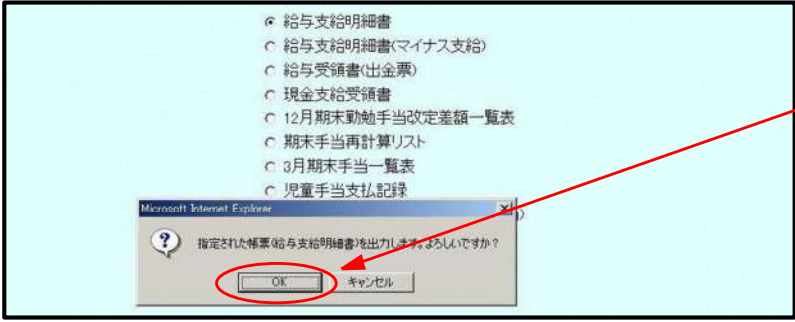 給与支給明細書
給与支給明細書(マイナス支給)
給与受領書(出金票)
現金支給受領書
12月期末勤勉手当改定差額一覧表
期末手当再計算リスト
3月期末手当一覧表
児童手当支払記録
)
Microsoft Internet Explorer
指定された帳票(給与支給明細書)を出力します。よろしいですか？
OK キャンセル